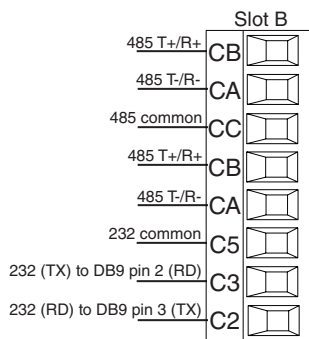 Slot B
485 T+/R+ CB
485 T-/R- CA
485 common CC
485 T+/R+ CB
485 T-/R- CA
232 common C5
232 (TX) to DB9 pin 2 (RD) C3
232 (RD) to DB9 pin 3 (TX) C2